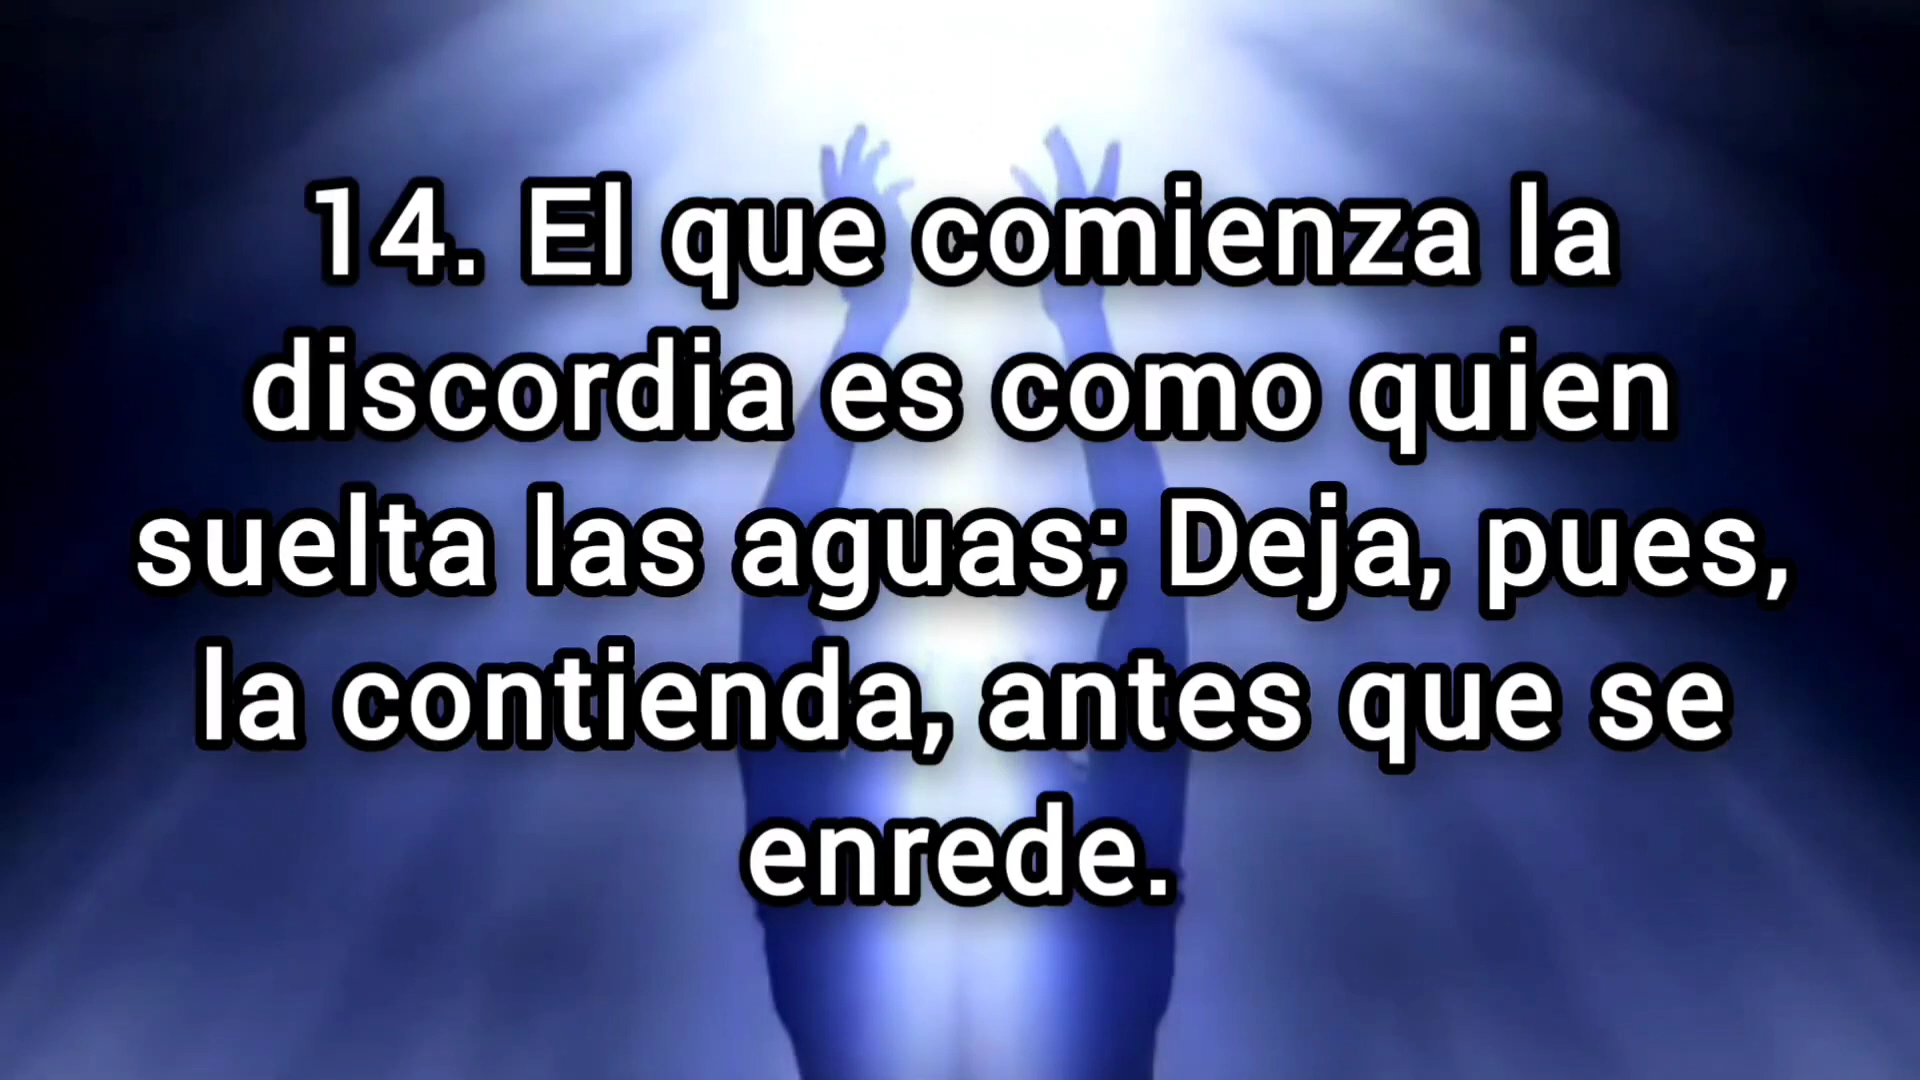 14. El que comienza la
discordia es como quien
suelta las aguas; Deja, pues,
la contienda, antes que se
enrede.